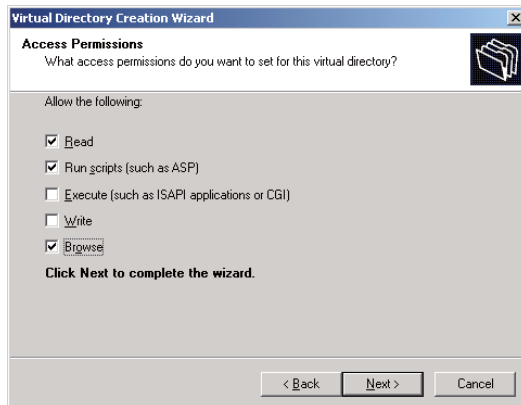 Virtual Directory Creation Wizard
Access Permissions
What access permissions do you want to set for this virtual directory?
Allow the following:
Read
Run scripts (such as ASP)
Execute (such as ISAPI applications or CGI)
Write
Browse
Click Next to complete the wizard.
< Back Next > Cancel